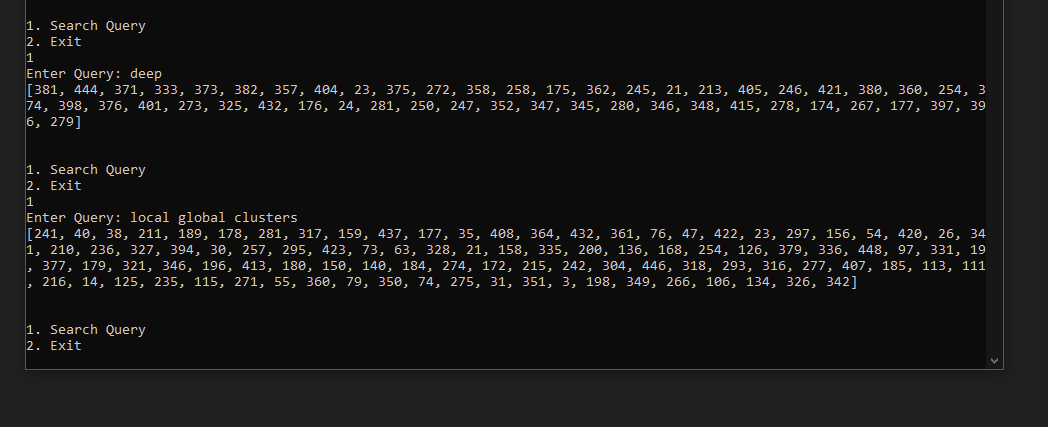 1. Search Query
2. Exit
1
Enter Query: deep
[381, 444, 371, 333, 373, 382, 357, 404, 23, 375, 272, 358, 258, 175, 362, 245, 21, 213, 405, 246, 421, 380, 360, 254, 3
74, 398, 376, 401, 273, 325, 432, 176, 24, 281, 250, 247, 352, 347, 345, 280, 346, 348, 415, 278, 174, 267, 177, 397, 39
6, 279]
1. Search Query
2. Exit
1
Enter Query: local global clusters
[241, 40, 38, 211, 189, 178, 281, 317, 159, 437, 177, 35, 408, 364, 432, 361, 76, 47, 422, 23, 297, 156, 54, 420, 26, 34
1, 210, 236, 327, 394, 30, 257, 295, 423, 73, 63, 328, 21, 158, 335, 200, 136, 168, 254, 126, 379, 336, 448, 97, 331, 19
, 377, 179, 321, 346, 196, 413, 180, 150, 140, 184, 274, 172, 215, 242, 304, 446, 318, 293, 316, 277, 407, 185, 113, 111
, 216, 14, 125, 235, 115, 271, 55, 360, 79, 350, 74, 275, 31, 351, 3, 198, 349, 266, 106, 134, 326, 342]
1. Search Query
2. Exit